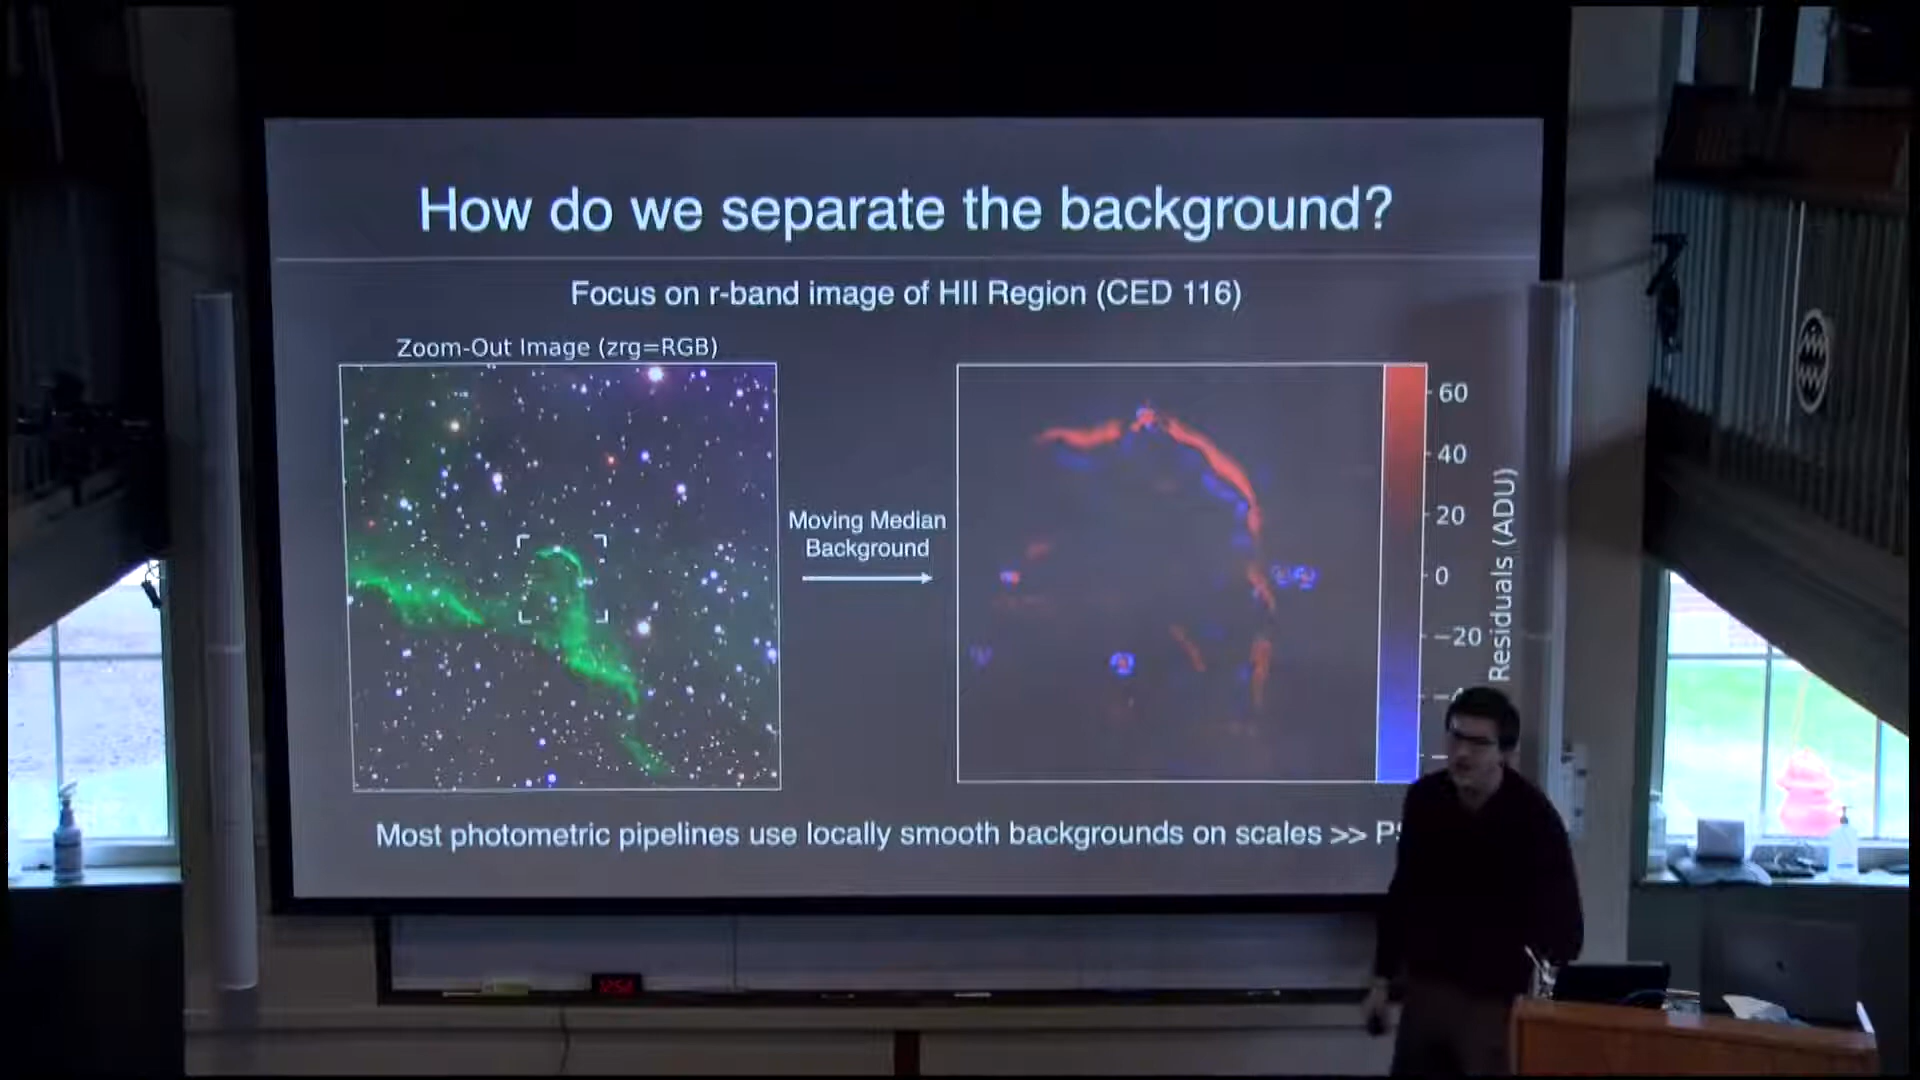 How do we separate the background?
Focus on r-band image of HII Region (CED 116)
Zoom-Out Image (zrg=RGB)
Moving Median
Background
60
40
20
0
−20
Residuals (ADU)
Most photometric pipelines use locally smooth backgrounds on scales >>